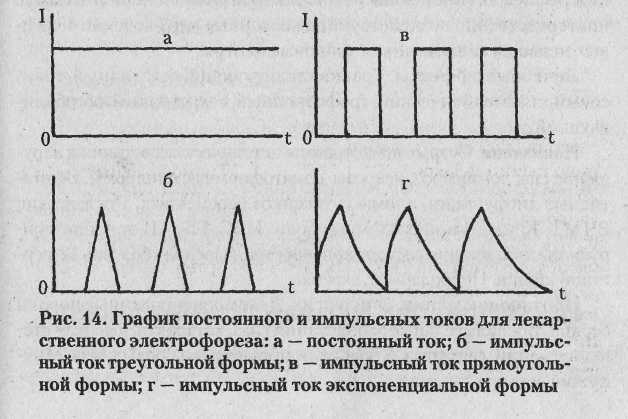 I
а
0
t
I
в
0
t
б
0
t
г
t
Рис. 14. График постоянного и импульсных токов для лекар-
ственного электрофореза: а — постоянный ток; б — импульс-
ный ток треугольной формы; в — импульсный ток прямоуголь-
ной формы; г — импульсный ток экспоненциальной формы